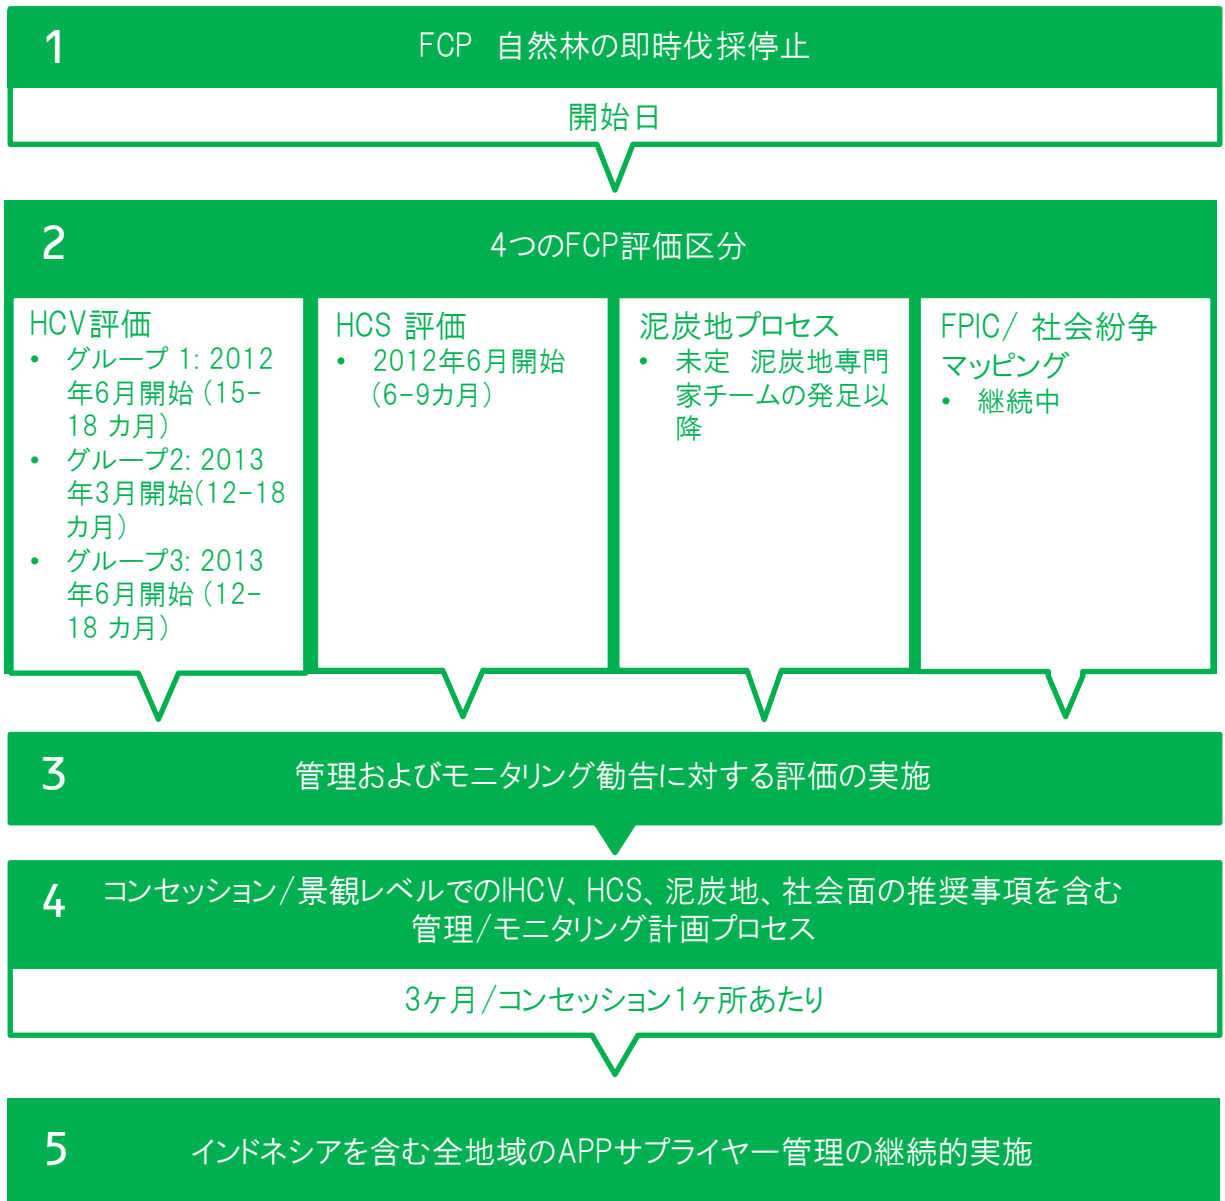 1
FCP 自然林の即時伐採停止
開始日
2
4つのFCP評価区分
HCV評価
• グループ 1: 2012
年6月開始 (15-
18 カ月)
• グループ2: 2013
年3月開始(12-18
カ月)
• グループ3: 2013
年6月開始 (12-
18 カ月)
HCS 評価
• 2012年6月開始
(6-9カ月)
泥炭地プロセス
• 未定 泥炭地専門
家チームの発足以
降
FPIC/ 社会紛争
マッピング
• 継続中
3
管理およびモニタリング勧告に対する評価の実施
4
コンセッション/景観レベルでのIHCV、HCS、泥炭地、社会面の推奨事項を含む
管理/モニタリング計画プロセス
3ヶ月/コンセッション1ヶ所あたり
5
インドネシアを含む全地域のAPPサプライヤー管理の継続的実施